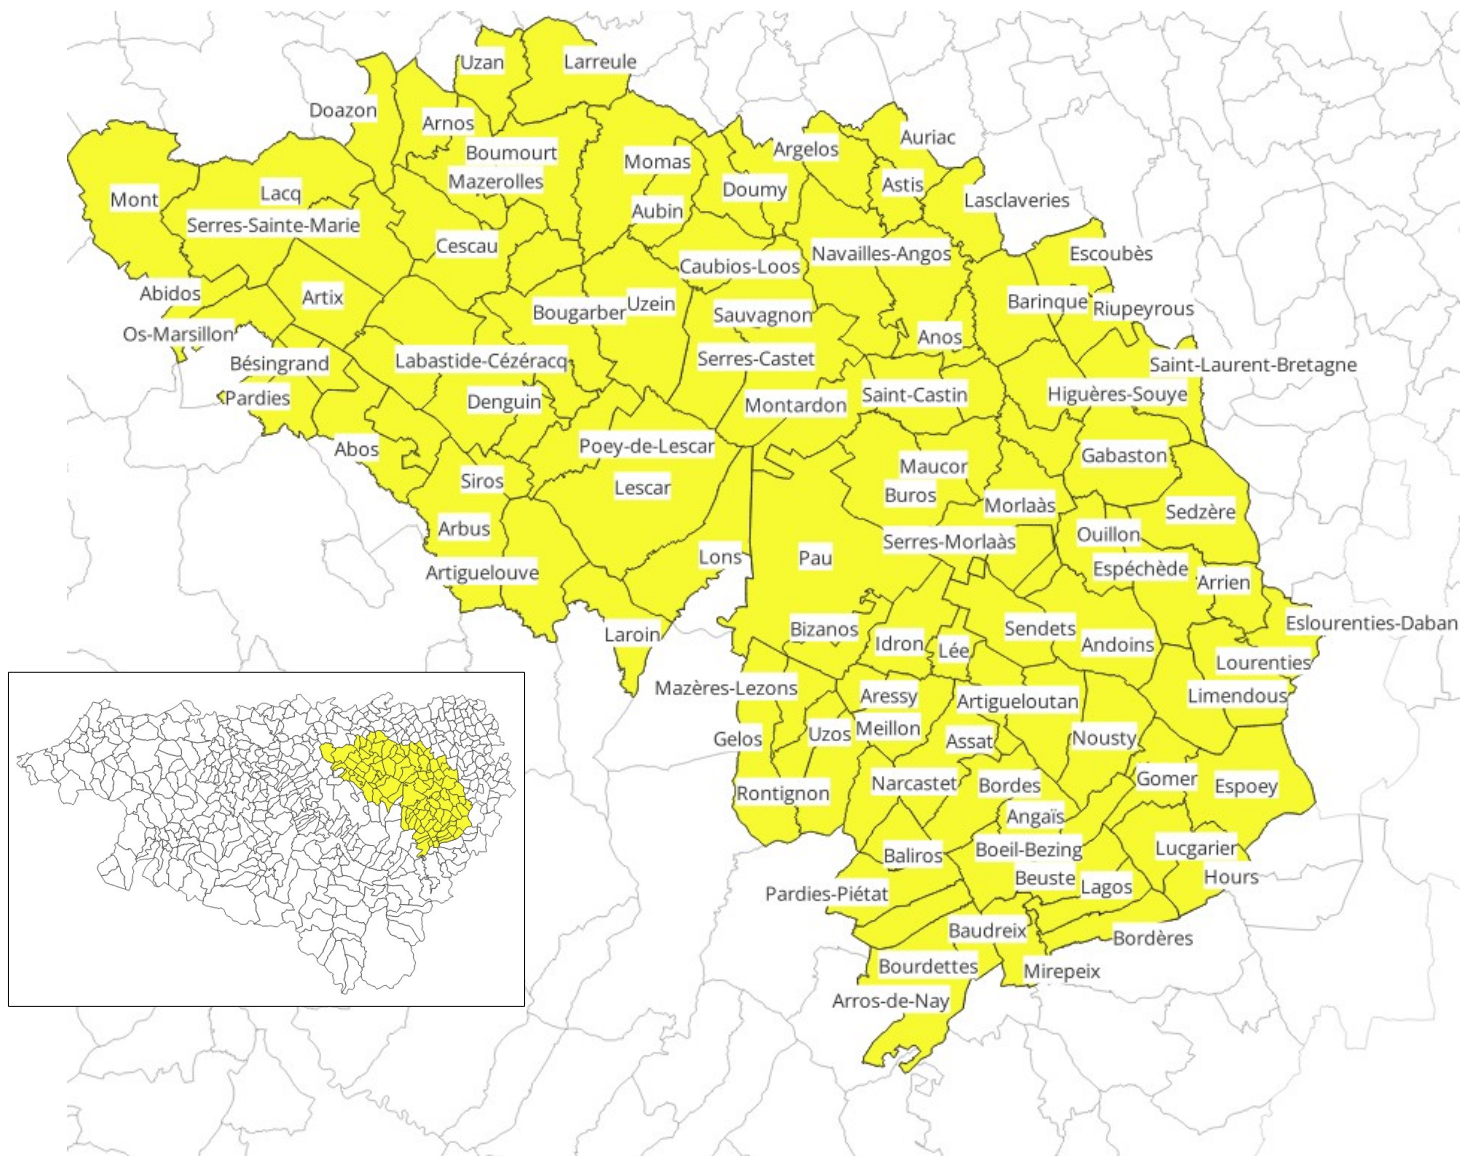 Uzan
Larreule
Doazon
Arnos
Auriac
Boumourt
Argelos
Momas
Mazerolles
Astis
Doumy
Lacq
Mont
Lasclaveries
Aubin
Serres-Sainte-Marie
Cescau
Navailles-Angos
Escoubès
Caubios-Loos
Abidos
Artix
Barinque
Uzein
Riupeyrous
Bougarber
Sauvagnon
Os-Marsillon
Anos
Serres-Castet
Labastide-Cézéracq
Bésingrand
Saint-Laurent-Bretagne
Saint-Castin
Higuères-Souye
Pardies
Denguin
Montardon
Poey-de-Lescar
Abos
Gabaston
Maucor
Siros
Lescar
Buros
Morlaàs
Sedzère
Arbus
Ouillon
Serres-Morlaàs
Lons
Pau
Espéchède
Artiguelouve
Arrien
Eslourenties-Daban
Bizanos
Sendets
Laroin
Idron
Andoins
Lée
Lourenties
Mazères-Lezons
Aressy
Limendous
Artigueloutan
Meillon
Uzos
Gelos
Assat
Nousty
Gomer
Narcastet
Bordes
Espoey
Rontignon
Angaïs
Lucgarier
Boeil-Bezing
Baliros
Hours
Beuste
Lagos
Pardies-Piétat
Baudreix
Bordères
Bourdettes
Mirepeix
Arros-de-Nay